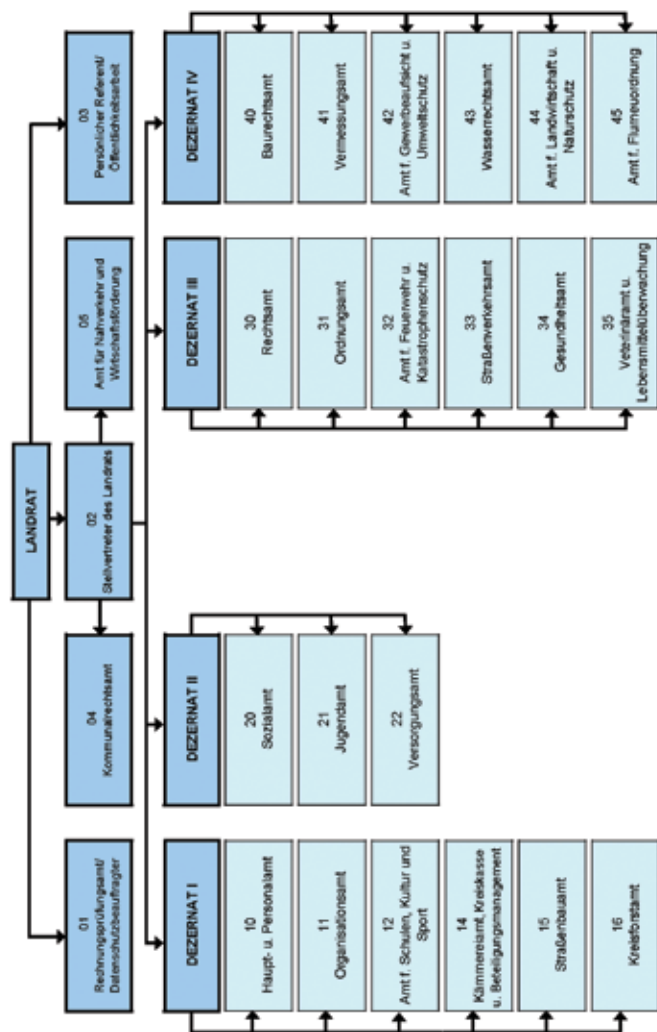 LANDRAT
01
Rechnungsprüfungsamt/
Datenschutzbeauftragter
04
Kommunalrechtsamt
02
Stellvertreter des Landrats
05
Amt für Nahverkehr und
Wirtschaftsförderung
03
Persönlicher Referent/
Öffentlichkeitsarbeit
DEZERNAT I
10
Haupt- u. Personalamt
11
Organisationsamt
12
Amt f. Schulen, Kultur und
Sport
14
Kämmereiamt, Kreiskasse
u. Beteiligungsmanagement
15
Straßenbauamt
16
Kreisforstamt
DEZERNAT II
20
Sozialamt
21
Jugendamt
22
Versorgungsamt
DEZERNAT III
30
Rechtsamt
31
Ordnungsamt
32
Amt f. Feuerwehr u.
Katastrophenschutz
33
Straßenverkehrsamt
34
Gesundheitsamt
35
Veterinäramt u.
Lebensmittelüberwachung
DEZERNAT IV
40
Baurechtsamt
41
Vermessungsamt
42
Amt f. Gewerbeaufsicht u.
Umweltschutz
43
Wasserrechtsamt
44
Amt f. Landwirtschaft u.
Naturschutz
45
Amt f. Flurneuordnung